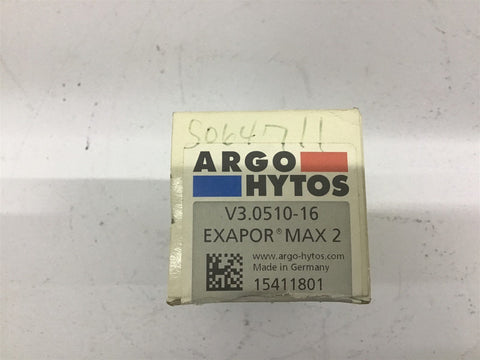 S064711
ARGO
HYTOS
V3.0510-16
EXAPOR® MAX 2
www.argo-hytos.com
Made in Germany
15411801